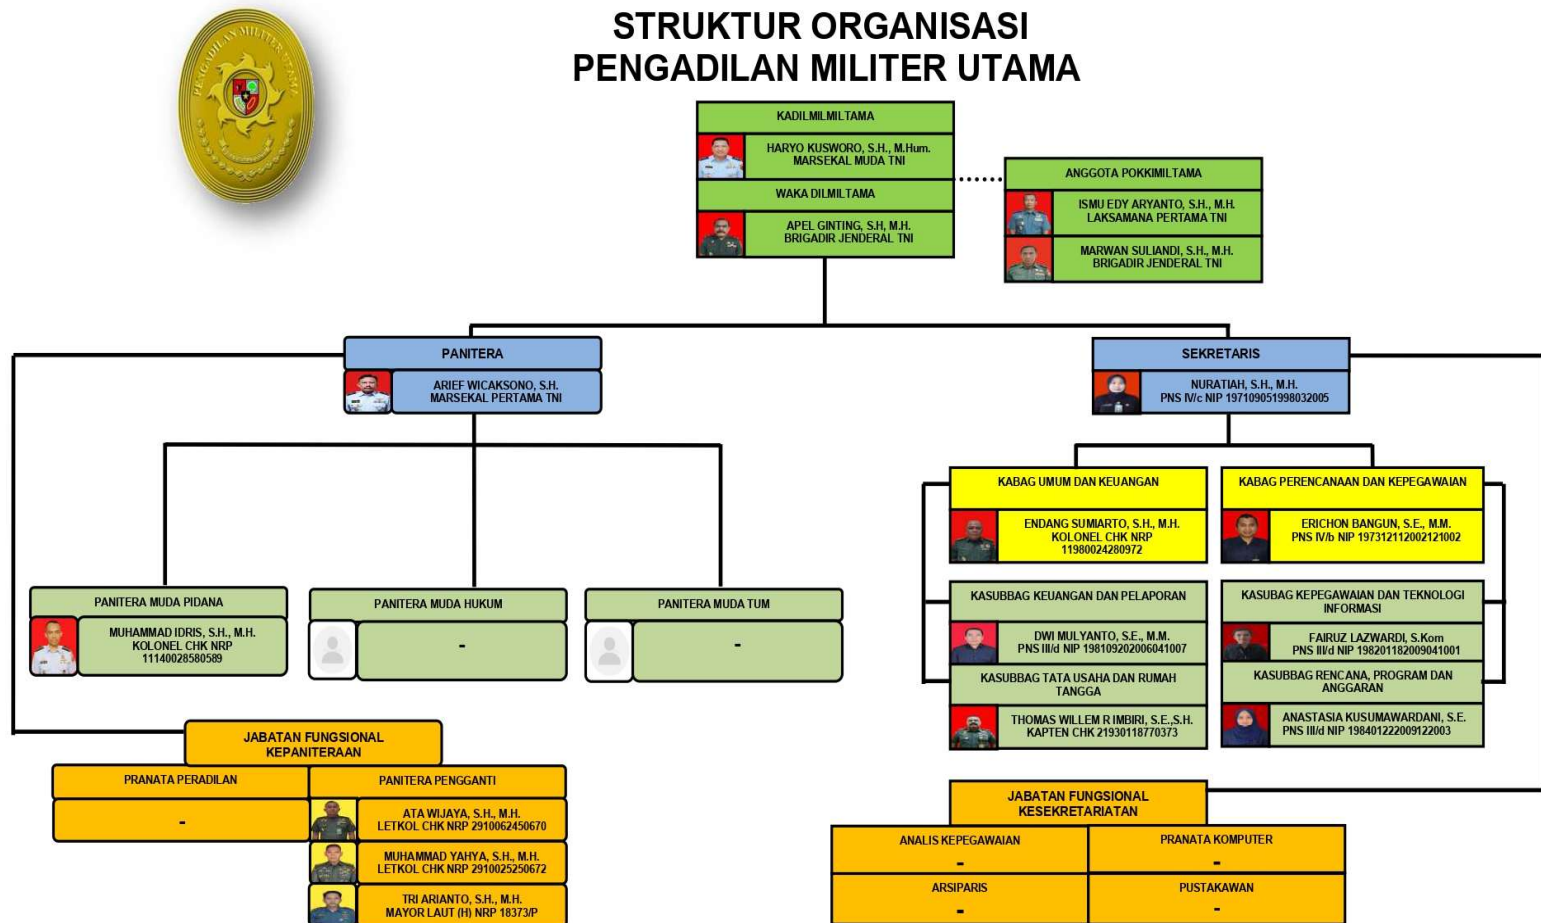 PENGADILAN MILITER UTAMA
STRUKTUR ORGANISASI
PENGADILAN MILITER UTAMA
KADILMILMILTAMA
HARYO KUSWORO, S.H., M.Hum.
MARSEKAL MUDA TNI
WAKA DILMILTAMA
APEL GINTING, S.H, M.H.
BRIGADIR JENDERAL TNI
ANGGOTA POKKIMILTAMA
ISMU EDY ARYANTO, S.H., M.H.
LAKSAMANA PERTAMA TNI
MARWAN SULIANDI, S.H., M.H.
BRIGADIR JENDERAL TNI
PANITERA
ARIEF WICAKSONO, S.H.
MARSEKAL PERTAMA TNI
SEKRETARIS
NURATIAH, S.H., M.H.
PNS IV/c NIP 197109051998032005
KABAG UMUM DAN KEUANGAN
ENDANG SUMIARTO, S.H., M.H.
KOLONEL CHK NRP
11980024280972
KABAG PERENCANAAN DAN KEPEGAWAIAN
ERICHON BANGUN, S.E., M.M.
PNS IV/b NIP 197312112002121002
PANITERA MUDA PIDANA
MUHAMMAD IDRIS, S.H., M.H.
KOLONEL CHK NRP
11140028580589
PANITERA MUDA HUKUM
-
PANITERA MUDA TUM
-
KASUBBAG KEUANGAN DAN PELAPORAN
DWI MULYANTO, S.E., M.M.
PNS III/d NIP 198109202006041007
KASUBBAG TATA USAHA DAN RUMAH
TANGGA
THOMAS WILLEM R IMBIRI, S.E.,S.H.
KAPTEN CHK 21930118770373
KASUBAG KEPEGAWAIAN DAN TEKNOLOGI
INFORMASI
FAIRUZ LAZWARDI, S.Kom
PNS III/d NIP 198201182009041001
KASUBBAG RENCANA, PROGRAM DAN
ANGGARAN
ANASTASIA KUSUMAWARDANI, S.E.
PNS III/d NIP 198401222009122003
JABATAN FUNGSIONAL
KEPANITERAAN
PRANATA PERADILAN
-
PANITERA PENGGANTI
ATA WIJAYA, S.H., M.H.
LETKOL CHK NRP 2910062450670
MUHAMMAD YAHYA, S.H., M.H.
LETKOL CHK NRP 2910025250672
TRI ARIANTO, S.H., M.H.
MAYOR LAUT (H) NRP 18373/P
JABATAN FUNGSIONAL
KESEKRETARIATAN
ANALIS KEPEGAWAIAN
-
PRANATA KOMPUTER
-
ARSIPARIS
-
PUSTAKAWAN
-